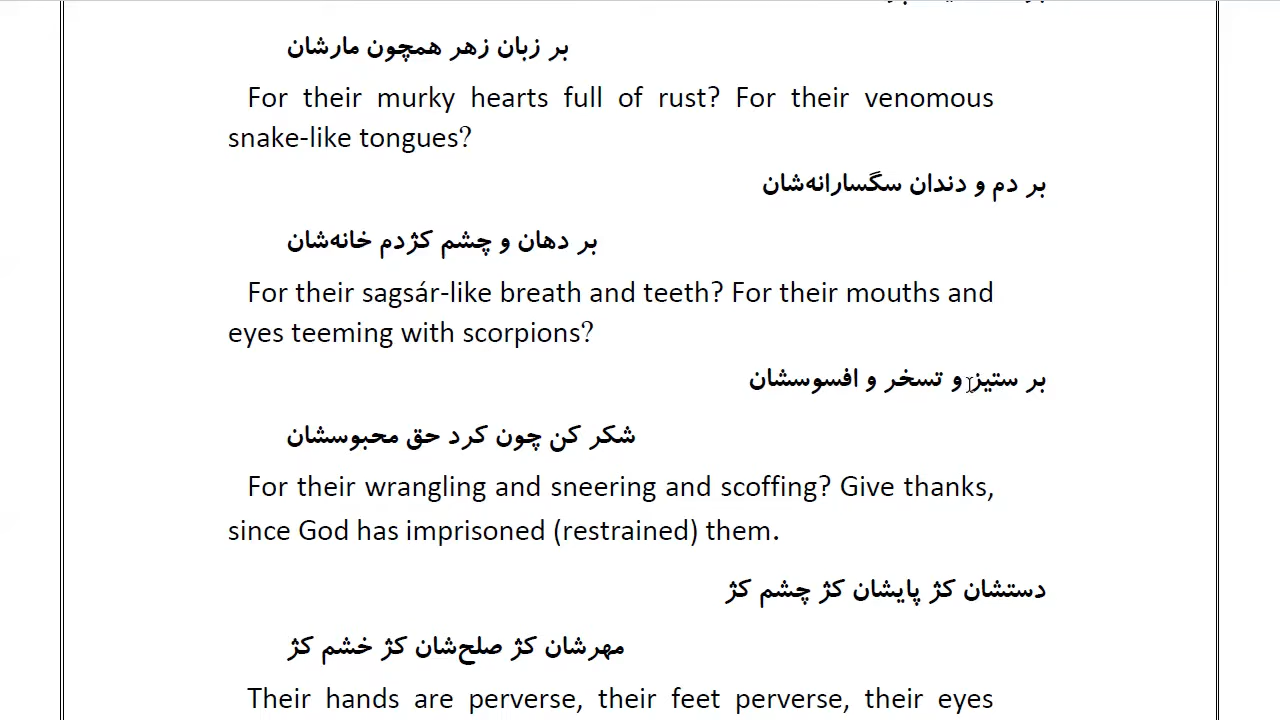 بر زبان زهر همچون مارشان
For their murky hearts full of rust? For their venomous
snake-like tongues?
بر دم و دندان سگسارانه‌شان
بر دهان و چشم کژدم خانه‌شان
For their sagsár-like breath and teeth? For their mouths and
eyes teeming with scorpions?
بر ستیز و تسخر و افسوسشان
شکر کن چون کرد حق محبوسشان
For their wrangling and sneering and scoffing? Give thanks,
since God has imprisoned (restrained) them.
دستشان کژ پایشان کژ چشم کژ
مهرشان کژ صلح‌شان کژ خشم کژ
Their hands are perverse, their feet perverse, their eyes